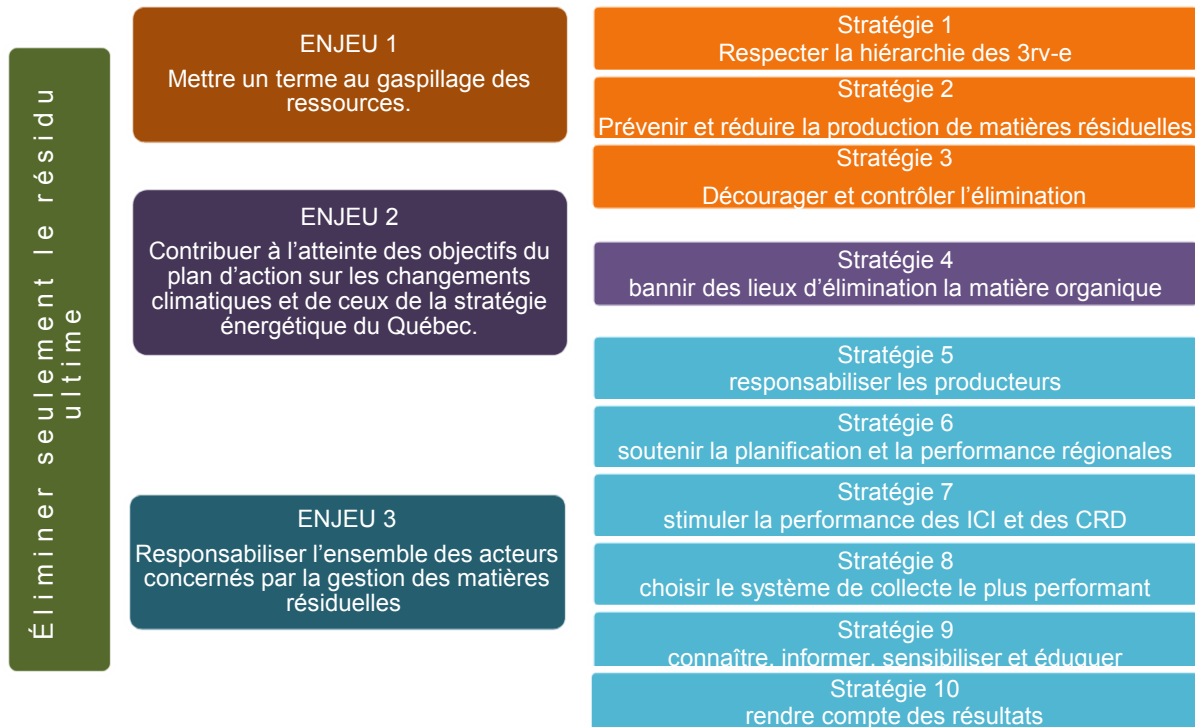 Éliminer seulement le résidu
ultime
ENJEU 1
Mettre un terme au gaspillage des
ressources.
ENJEU 2
Contribuer à l’atteinte des objectifs du
plan d’action sur les changements
climatiques et de ceux de la stratégie
énergétique du Québec.
ENJEU 3
Responsabiliser l’ensemble des acteurs
concernés par la gestion des matières
résiduelles
Stratégie 1
Respecter la hiérarchie des 3rv-e
Stratégie 2
Prévenir et réduire la production de matières résiduelles
Stratégie 3
Décourager et contrôler l’élimination
Stratégie 4
bannir des lieux d’élimination la matière organique
Stratégie 5
responsabiliser les producteurs
Stratégie 6
soutenir la planification et la performance régionales
Stratégie 7
stimuler la performance des ICI et des CRD
Stratégie 8
choisir le système de collecte le plus performant
Stratégie 9
connaître, informer, sensibiliser et éduquer
Stratégie 10
rendre compte des résultats